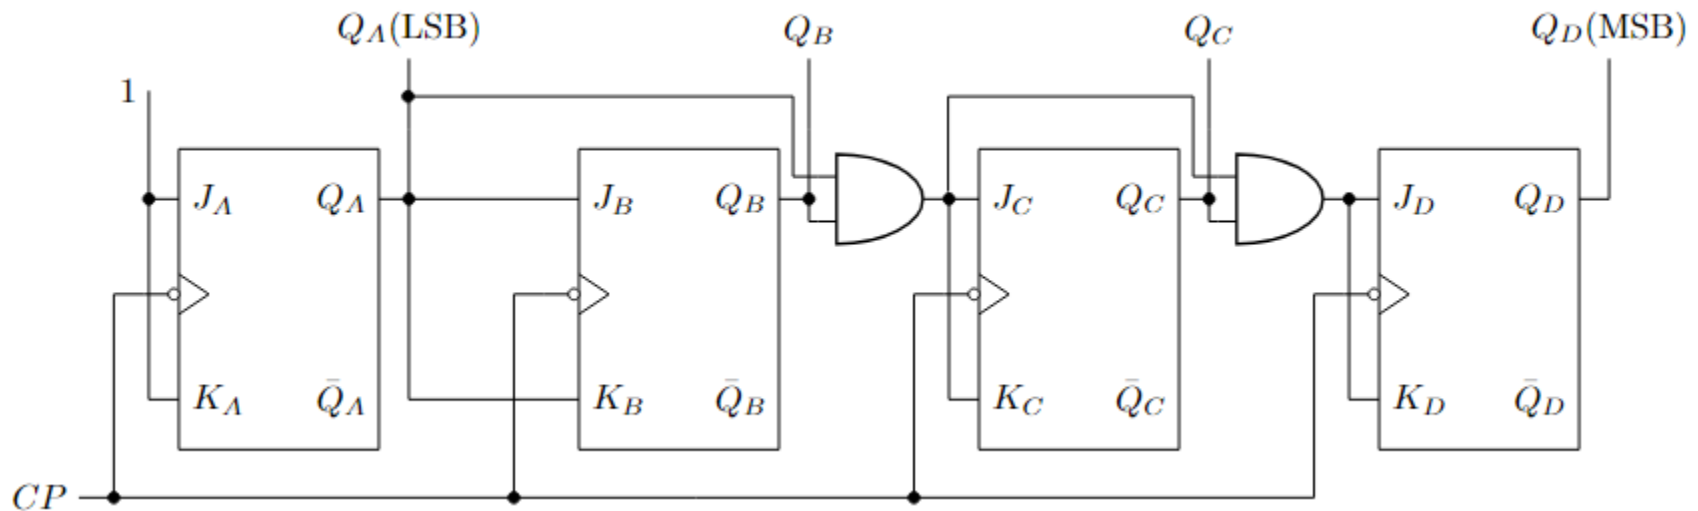 Q_A(LSB) Q_B Q_C Q_D(MSB)
1
J_A Q_A J_B Q_B J_C Q_C J_D Q_D
K_A Q̄_A K_B Q̄_B K_C Q̄_C K_D Q̄_D
CP